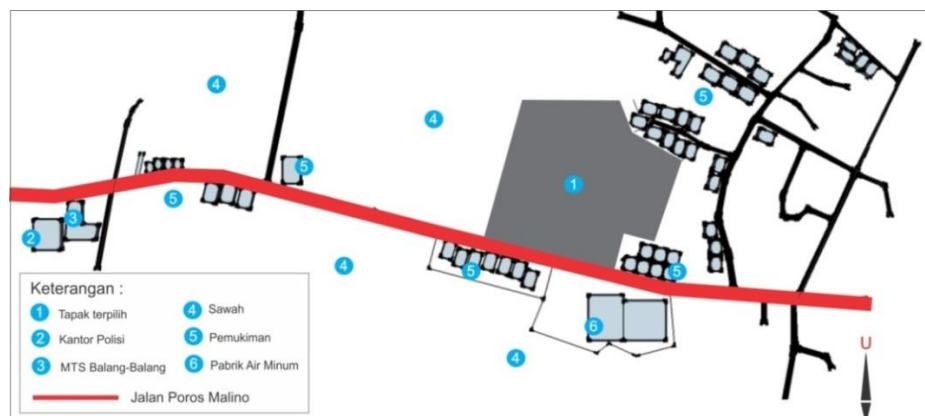 4
4
5
5
1
5
3
2
5
4
5
5
6
4
U
Keterangan :
1 Tapak terpilih
2 Kantor Polisi
3 MTS Balang-Balang
4 Sawah
5 Pemukiman
6 Pabrik Air Minum
Jalan Poros Malino